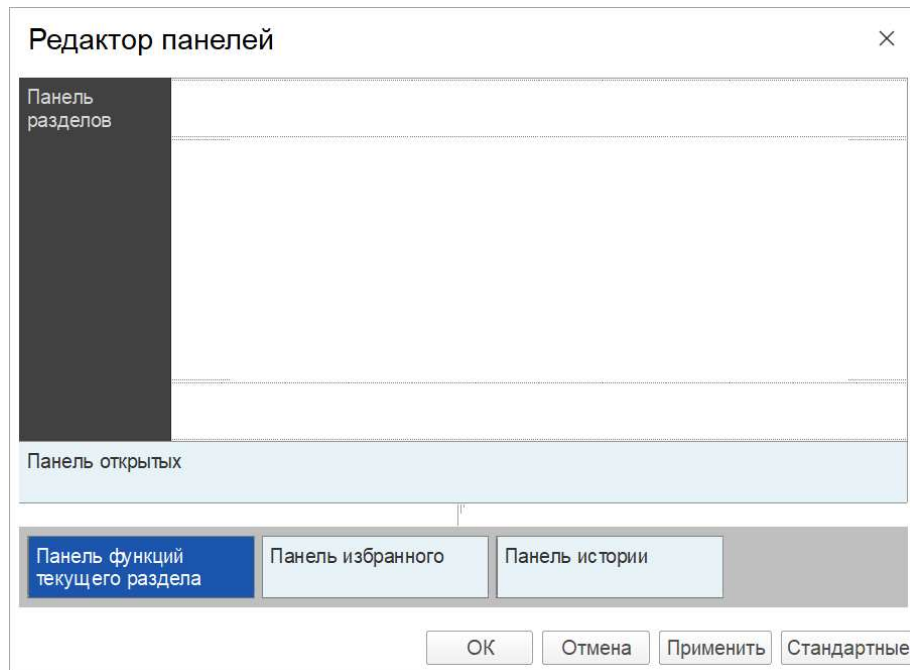 Редактор панелей
Панель
разделов
Панель открытых
Панель функций
текущего раздела
Панель избранного
Панель истории
ОК
Отмена
Применить
Стандартные